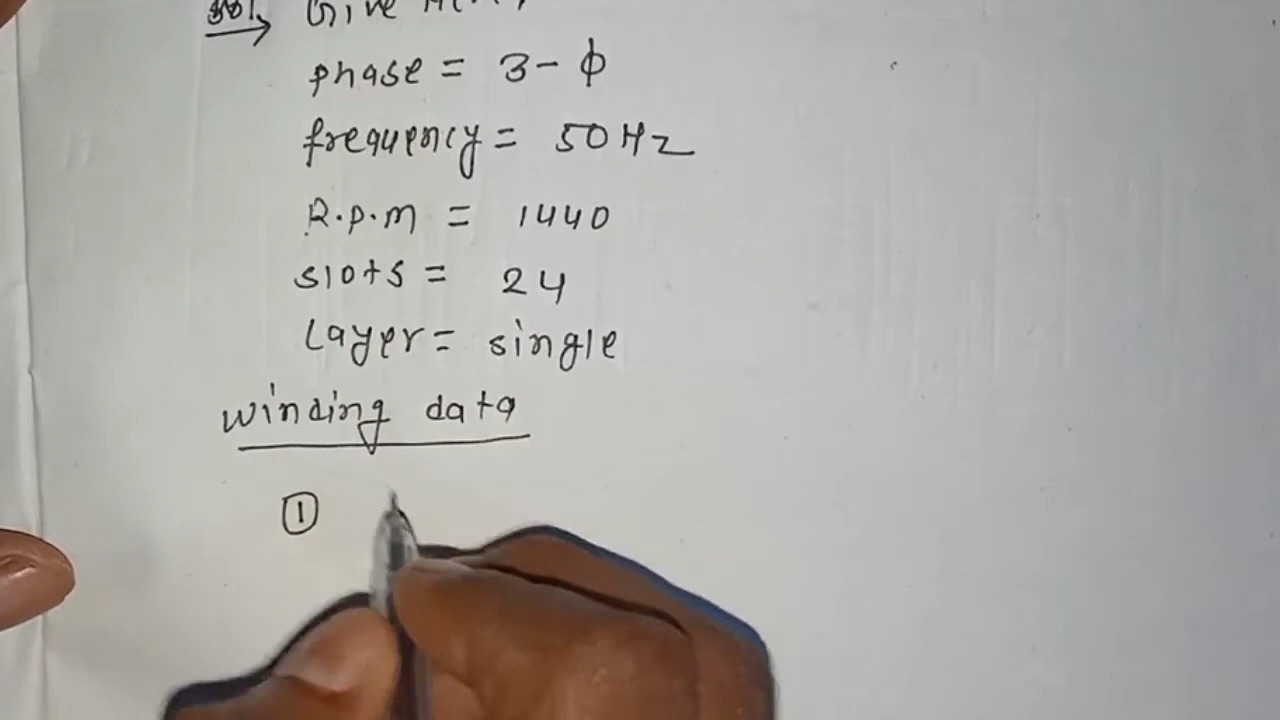 phase = 3-ϕ
frequency = 50Hz
R.p.m = 1440
slots = 24
Layer = single
winding data
①